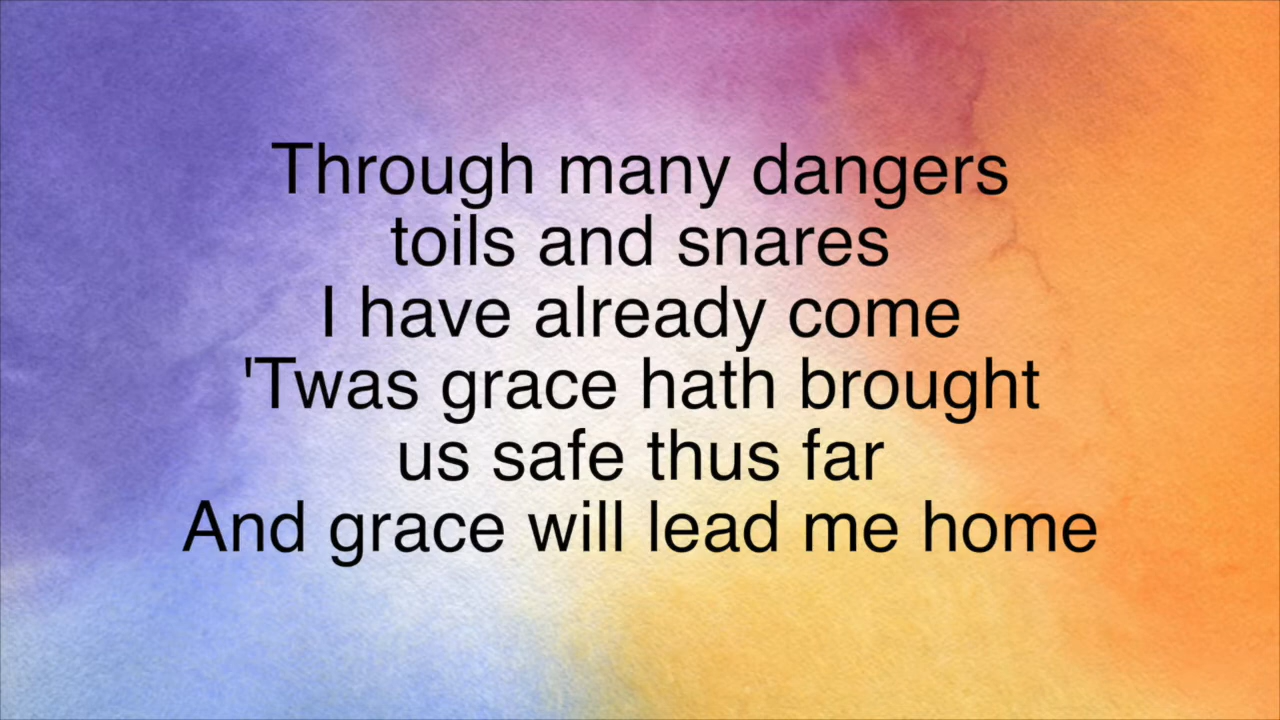 Through many dangers
toils and snares
I have already come
'Twas grace hath brought
us safe thus far
And grace will lead me home